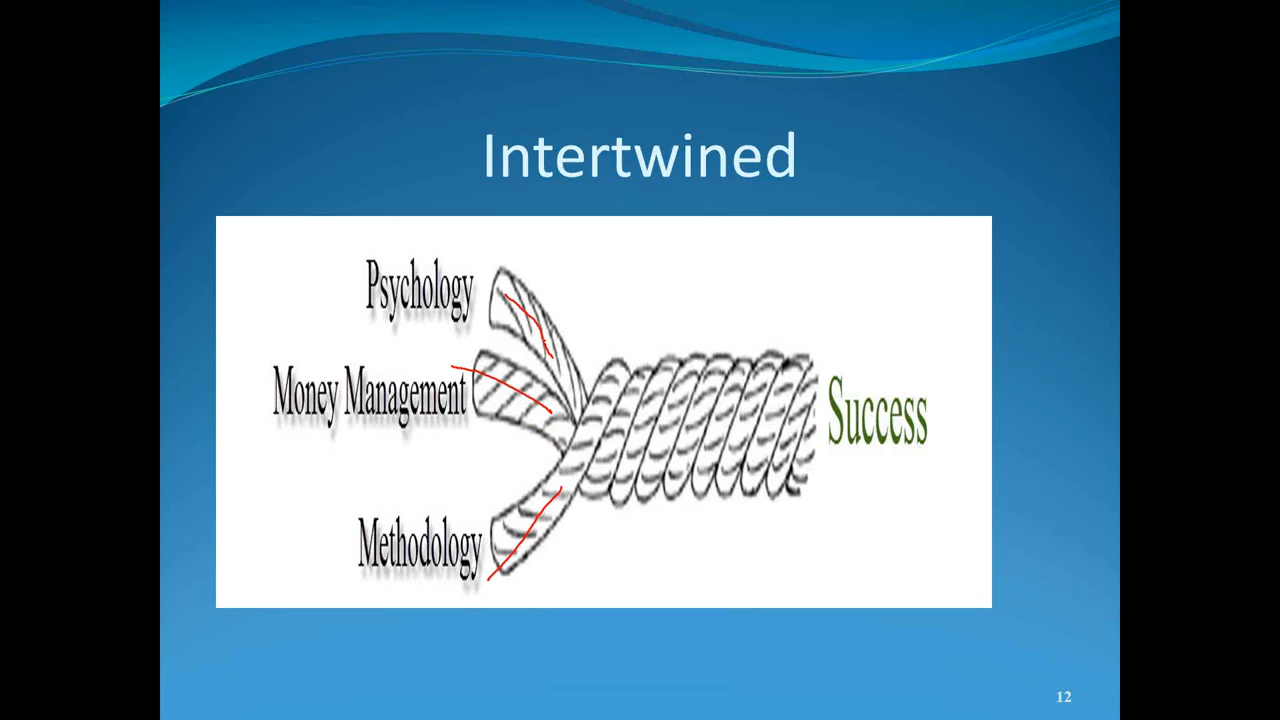 Intertwined
Psychology
Money Management
Success
Methodology
12